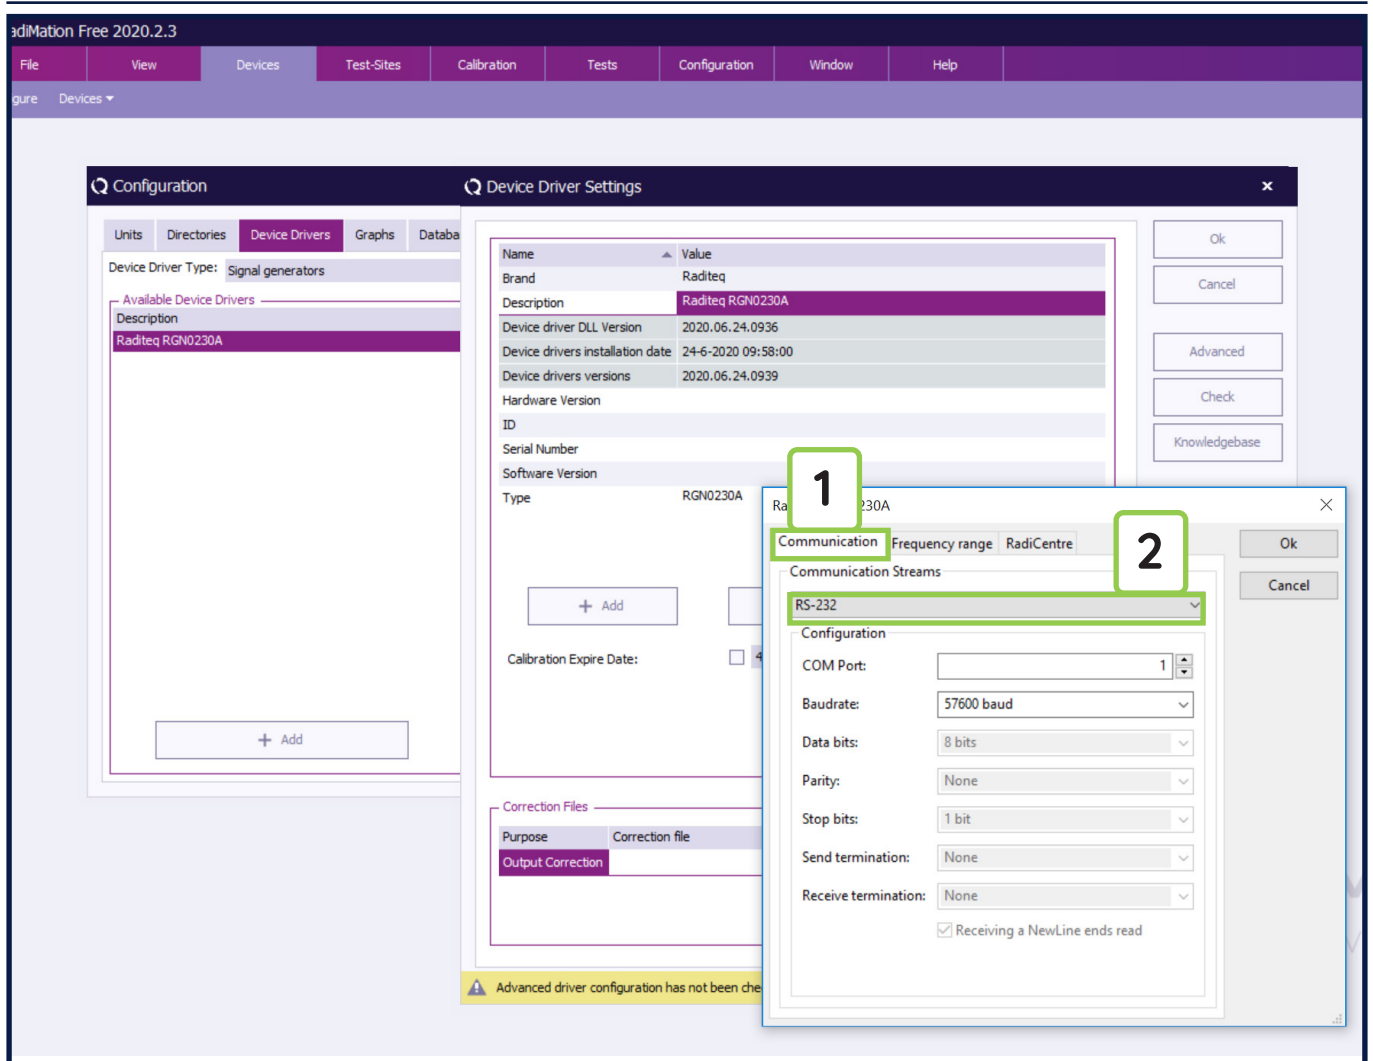 adiMation Free 2020.2.3
File View Devices Test-Sites Calibration Tests Configuration Window Help
gure Devices
Configuration
Units Directories Device Drivers Graphs Databa
Device Driver Type: Signal generators
Available Device Drivers
Description
Raditeq RGN0230A
+ Add
Device Driver Settings
Name Value
Brand Raditeq
Description Raditeq RGN0230A
Device driver DLL Version 2020.06.24.0936
Device drivers installation date 24-6-2020 09:58:00
Device drivers versions 2020.06.24.0939
Hardware Version
ID
Serial Number
Software Version
Type RGN0230A
+ Add
Calibration Expire Date: 4
Correction Files
Purpose Correction file
Output Correction
Advanced driver configuration has not been che
Ok
Cancel
Advanced
Check
Knowledgebase
1
2
Ra 230A
Communication Frequency range RadiCentre
Communication Streams
RS-232
Configuration
COM Port: 1
Baudrate: 57600 baud
Data bits: 8 bits
Parity: None
Stop bits: 1 bit
Send termination: None
Receive termination: None
Receiving a NewLine ends read
Ok
Cancel